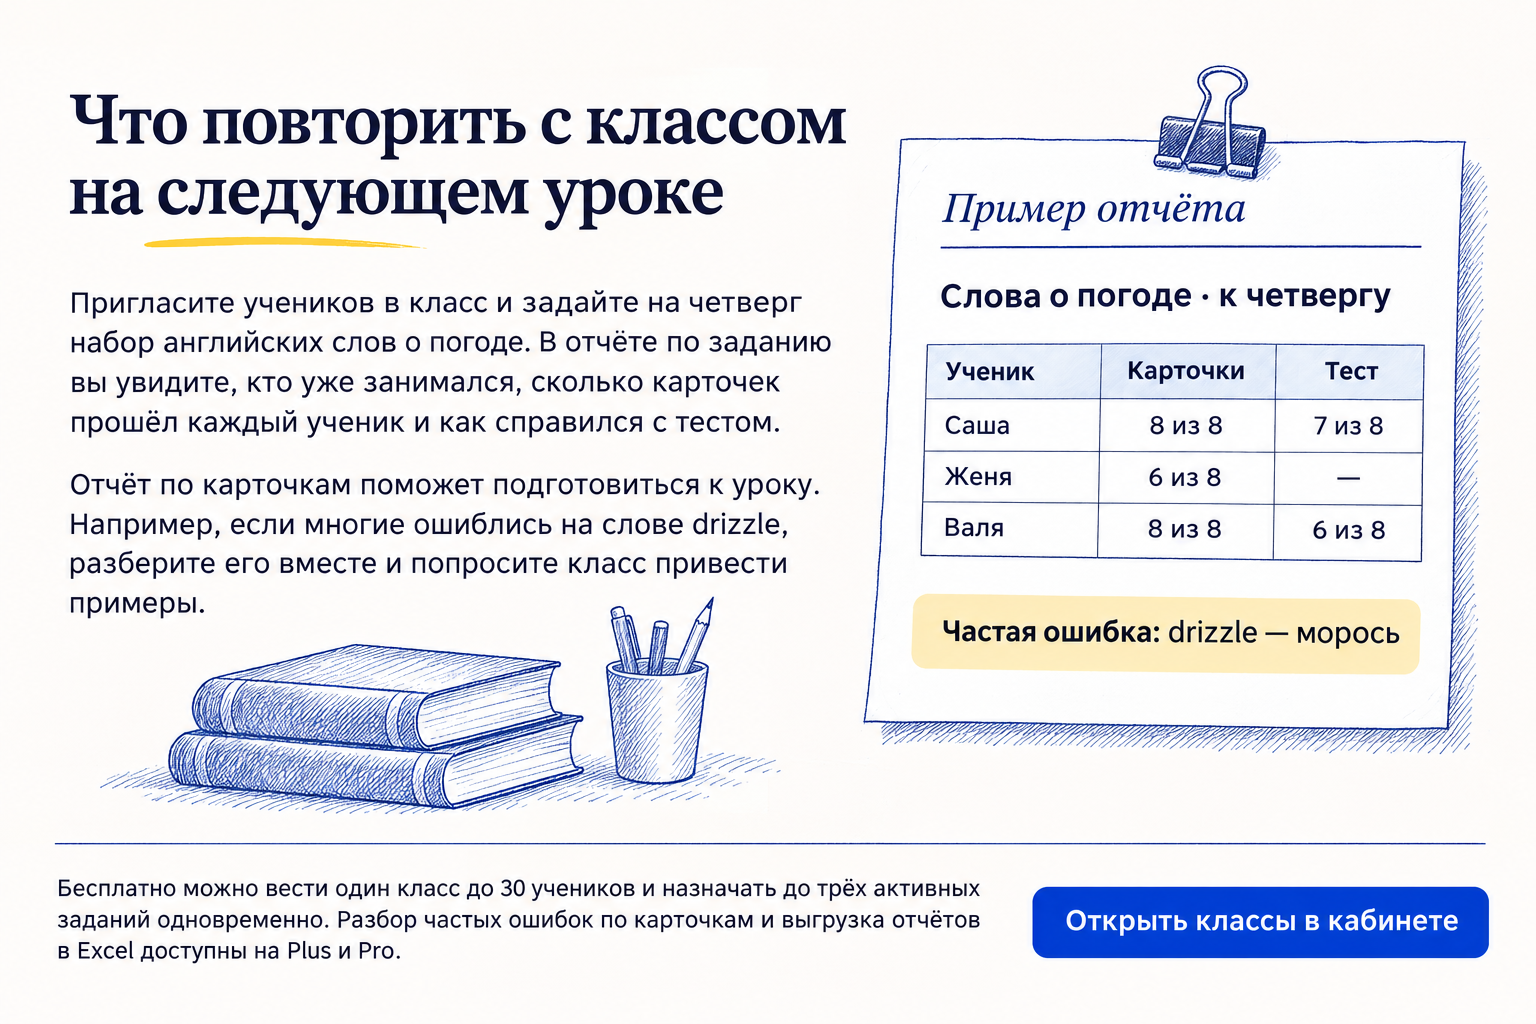 Что повторить с классом
на следующем уроке
Пригласите учеников в класс и задайте на четверг
набор английских слов о погоде. В отчёте по заданию
вы увидите, кто уже занимался, сколько карточек
прошёл каждый ученик и как справился с тестом.
Отчёт по карточкам поможет подготовиться к уроку.
Например, если многие ошиблись на слове drizzle,
разберите его вместе и попросите класс привести
примеры.
Пример отчёта
Слова о погоде · к четвергу
Ученик Карточки Тест
Саша 8 из 8 7 из 8
Женя 6 из 8 —
Валя 8 из 8 6 из 8
Частая ошибка: drizzle — морось
Бесплатно можно вести один класс до 30 учеников и назначать до трёх активных
заданий одновременно. Разбор частых ошибок по карточкам и выгрузка отчётов
в Excel доступны на Plus и Pro.
Открыть классы в кабинете